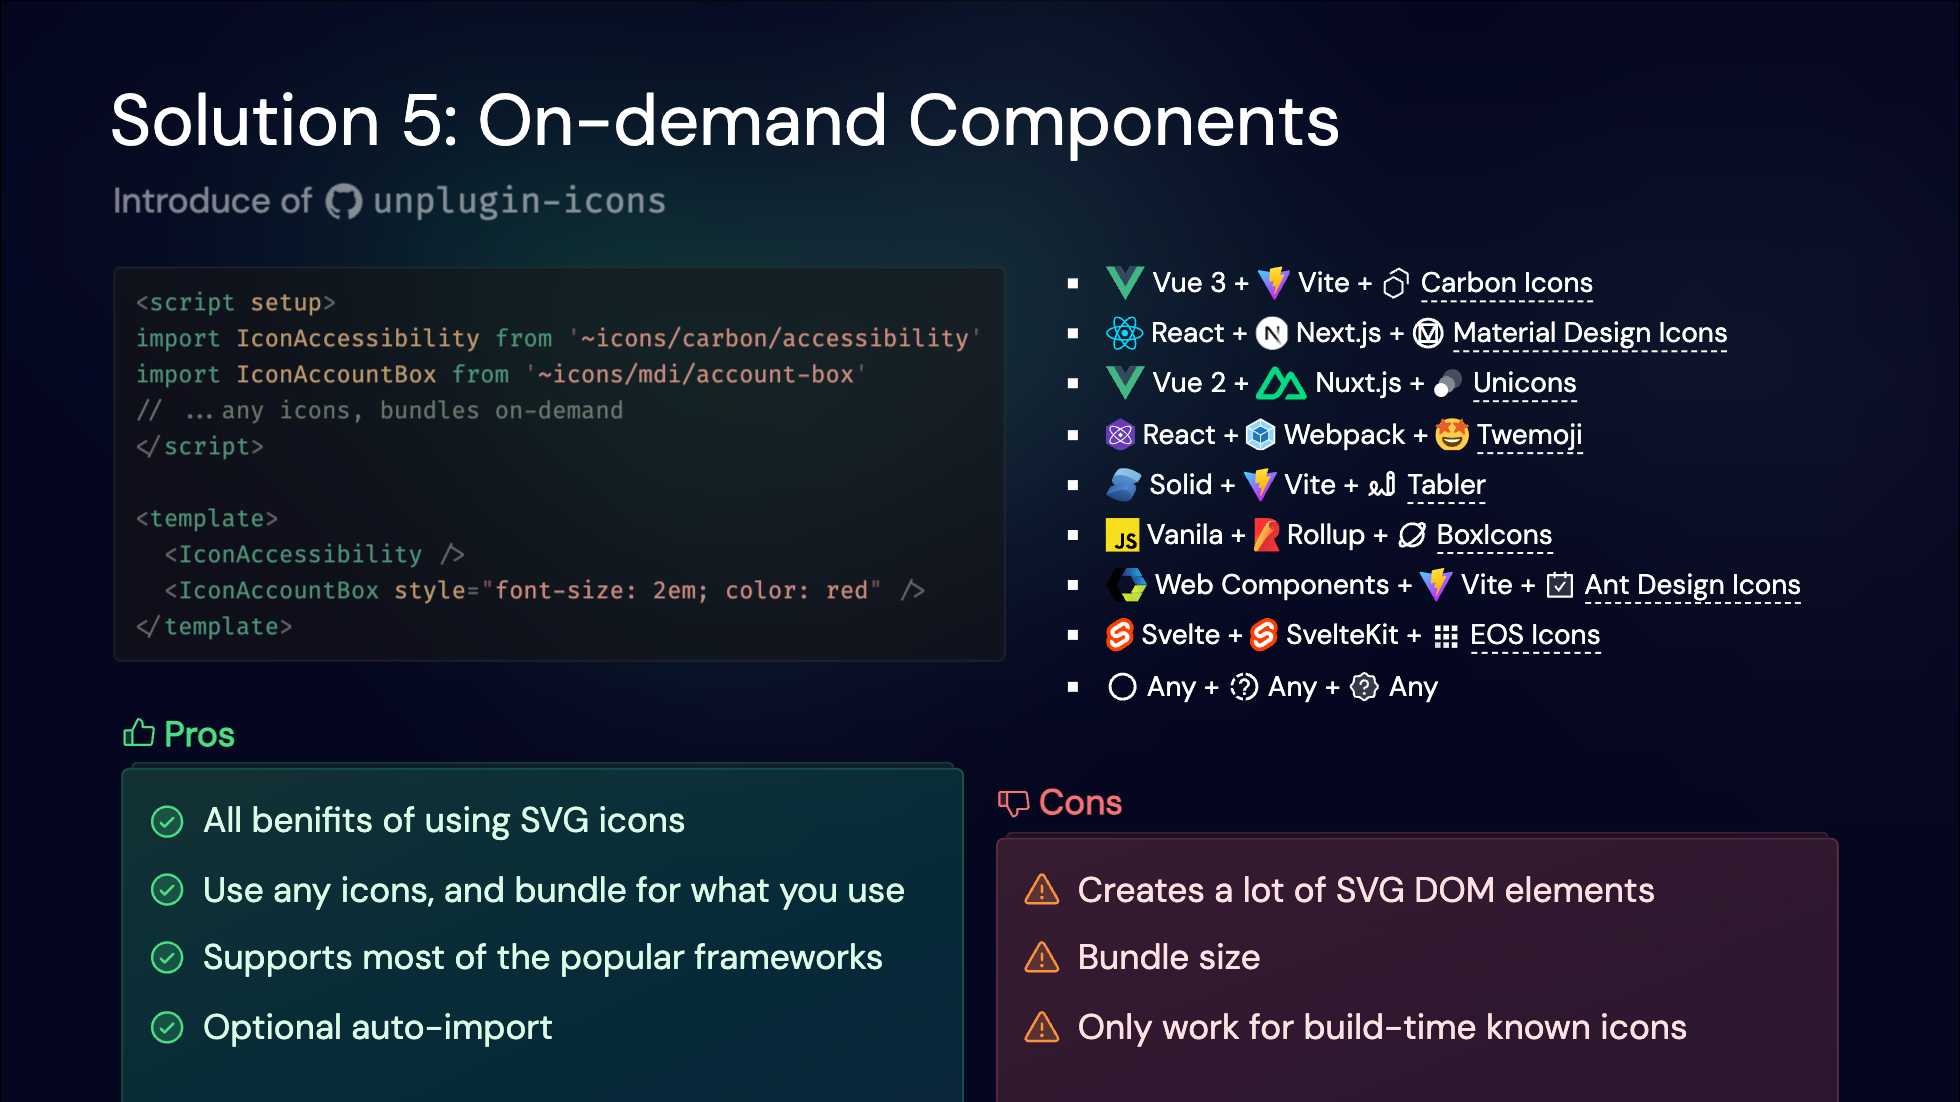 Solution 5: On-demand Components
Introduce of unplugin-icons
<script setup>
import IconAccessibility from '~icons/carbon/accessibility'
import IconAccountBox from '~icons/mdi/account-box'
// ...any icons, bundles on-demand
</script>
<template>
<IconAccessibility />
<IconAccountBox style="font-size: 2em; color: red" />
</template>
Vue 3 + Vite + Carbon Icons
React + N Next.js + Material Design Icons
Vue 2 + Nuxt.js + Unicons
React + Webpack + Twemoji
Solid + Vite + Tabler
JS Vanila + Rollup + BoxIcons
Web Components + Vite + Ant Design Icons
Svelte + SvelteKit + EOS Icons
Any + Any + Any
Pros
All benifits of using SVG icons
Use any icons, and bundle for what you use
Supports most of the popular frameworks
Optional auto-import
Cons
Creates a lot of SVG DOM elements
Bundle size
Only work for build-time known icons